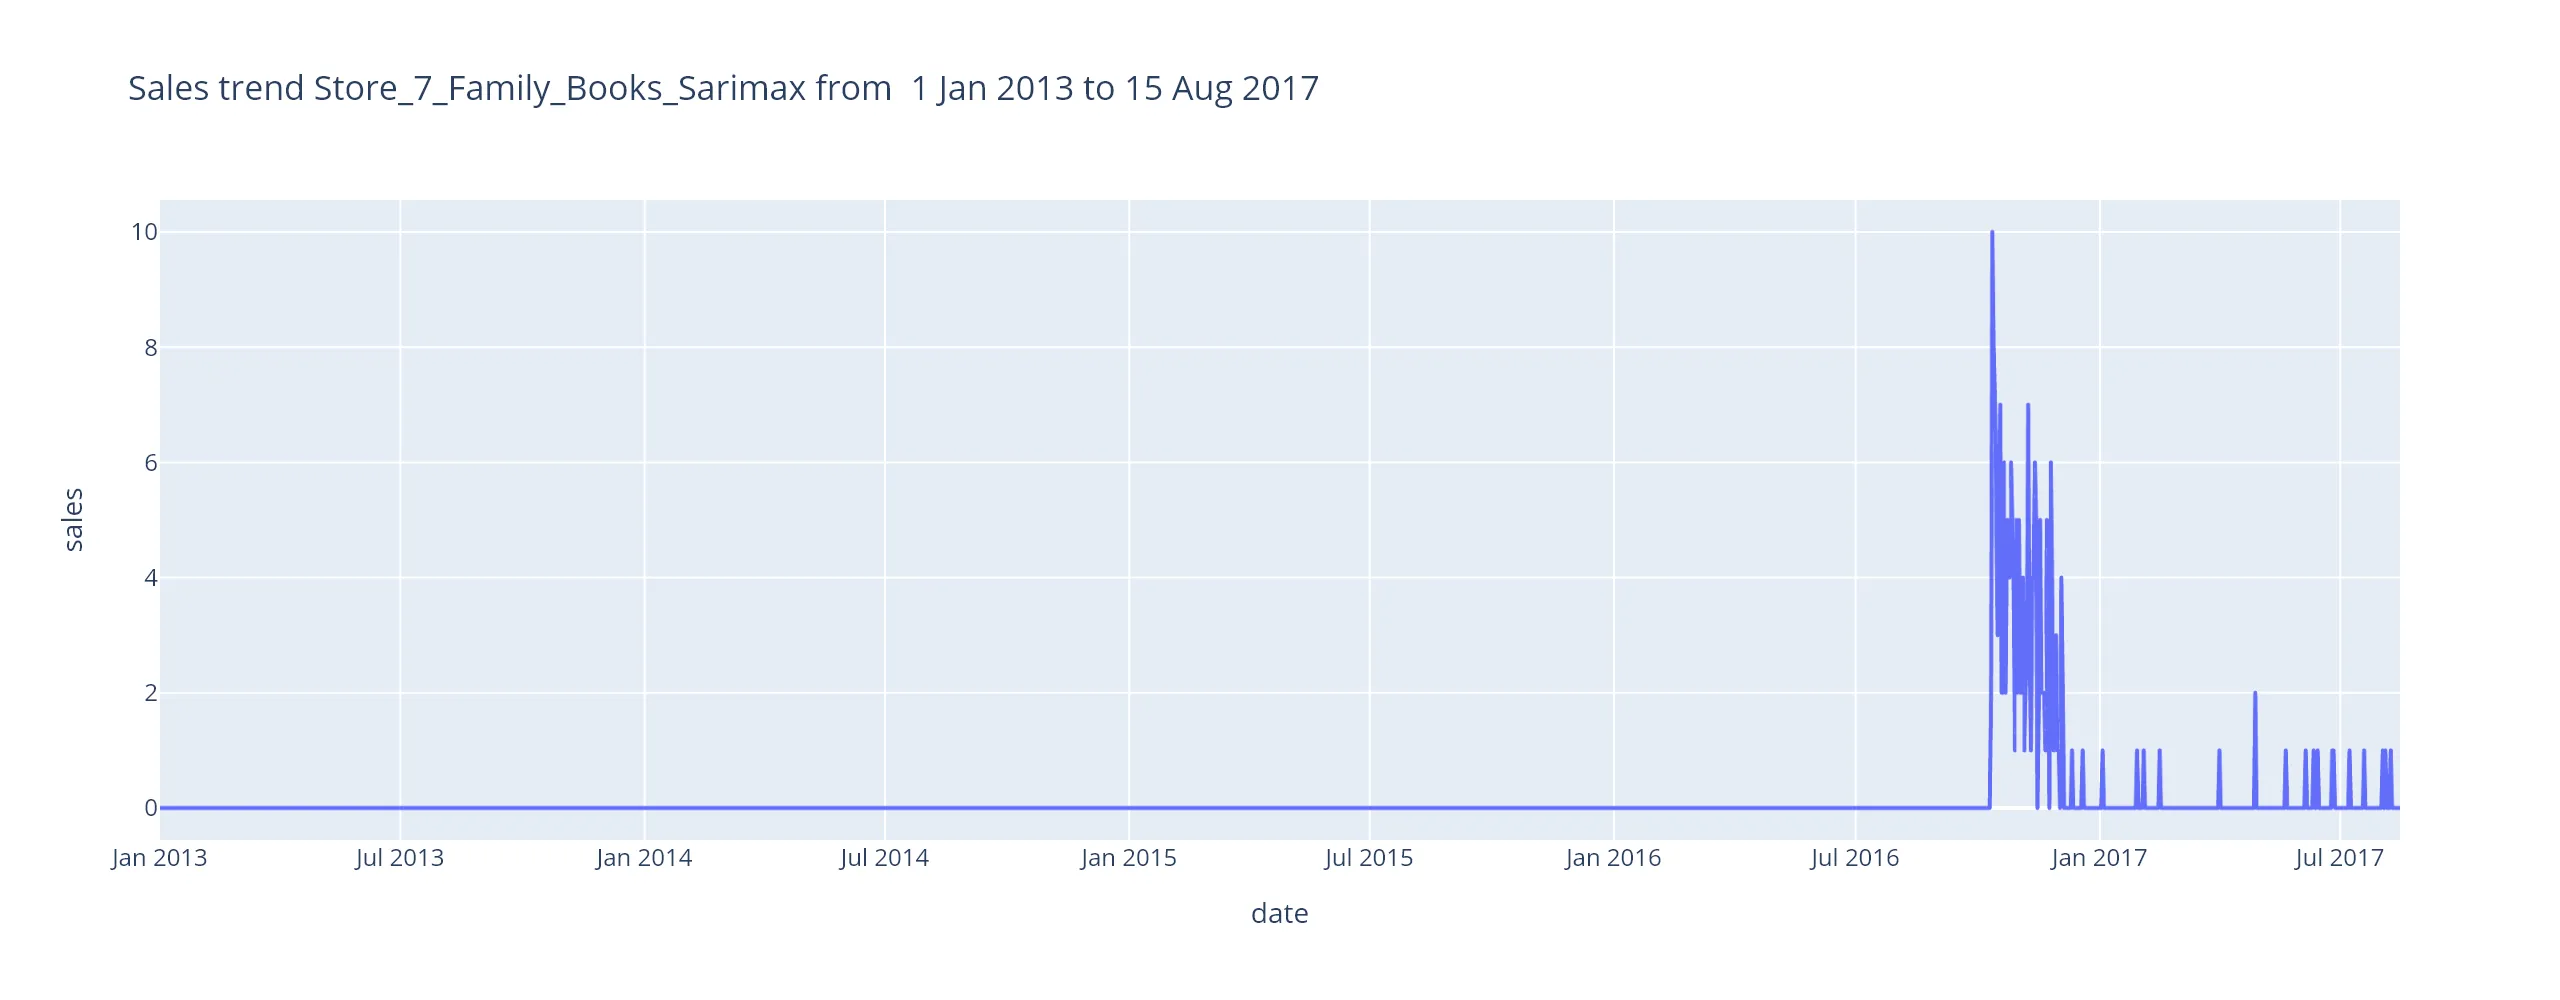 Sales trend Store_7_Family_Books_Sarimax from  1 Jan 2013 to 15 Aug 2017
10
8
6
4
2
0
sales
Jan 2013 Jul 2013 Jan 2014 Jul 2014 Jan 2015 Jul 2015 Jan 2016 Jul 2016 Jan 2017 Jul 2017
date